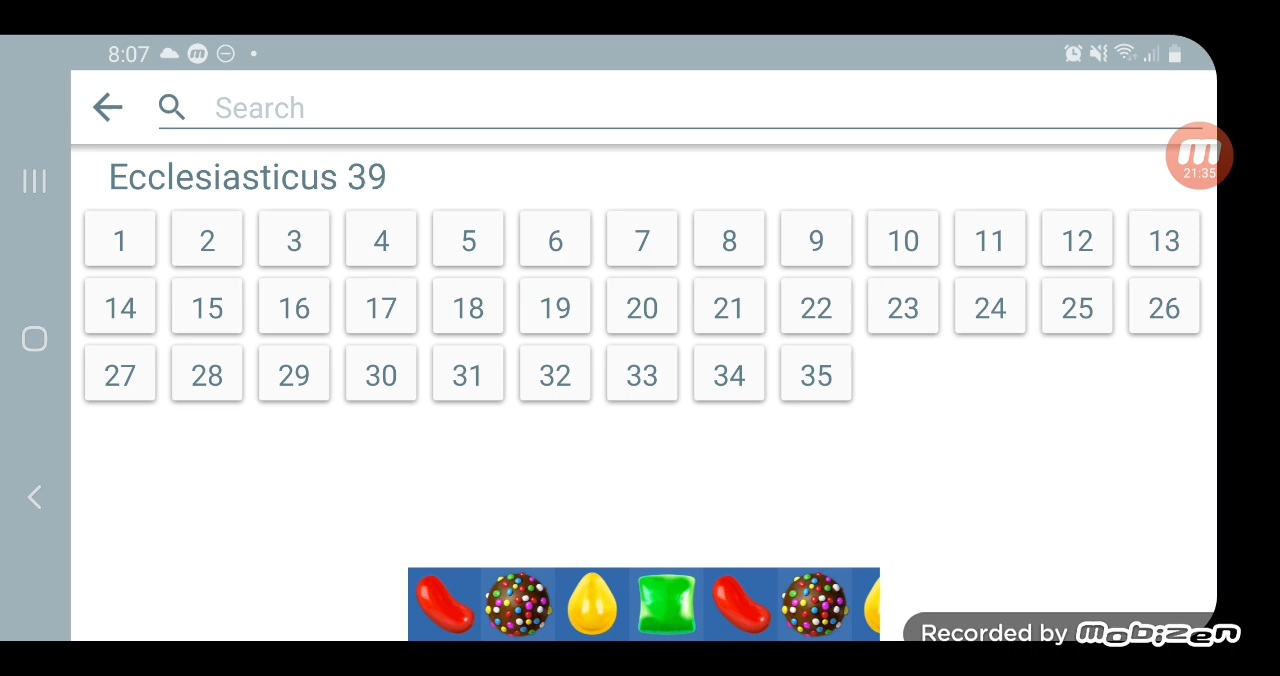 8:07
Search
21:35
Ecclesiasticus 39
1 2 3 4 5 6 7 8 9 10 11 12 13
14 15 16 17 18 19 20 21 22 23 24 25 26
27 28 29 30 31 32 33 34 35
Recorded by mobizen